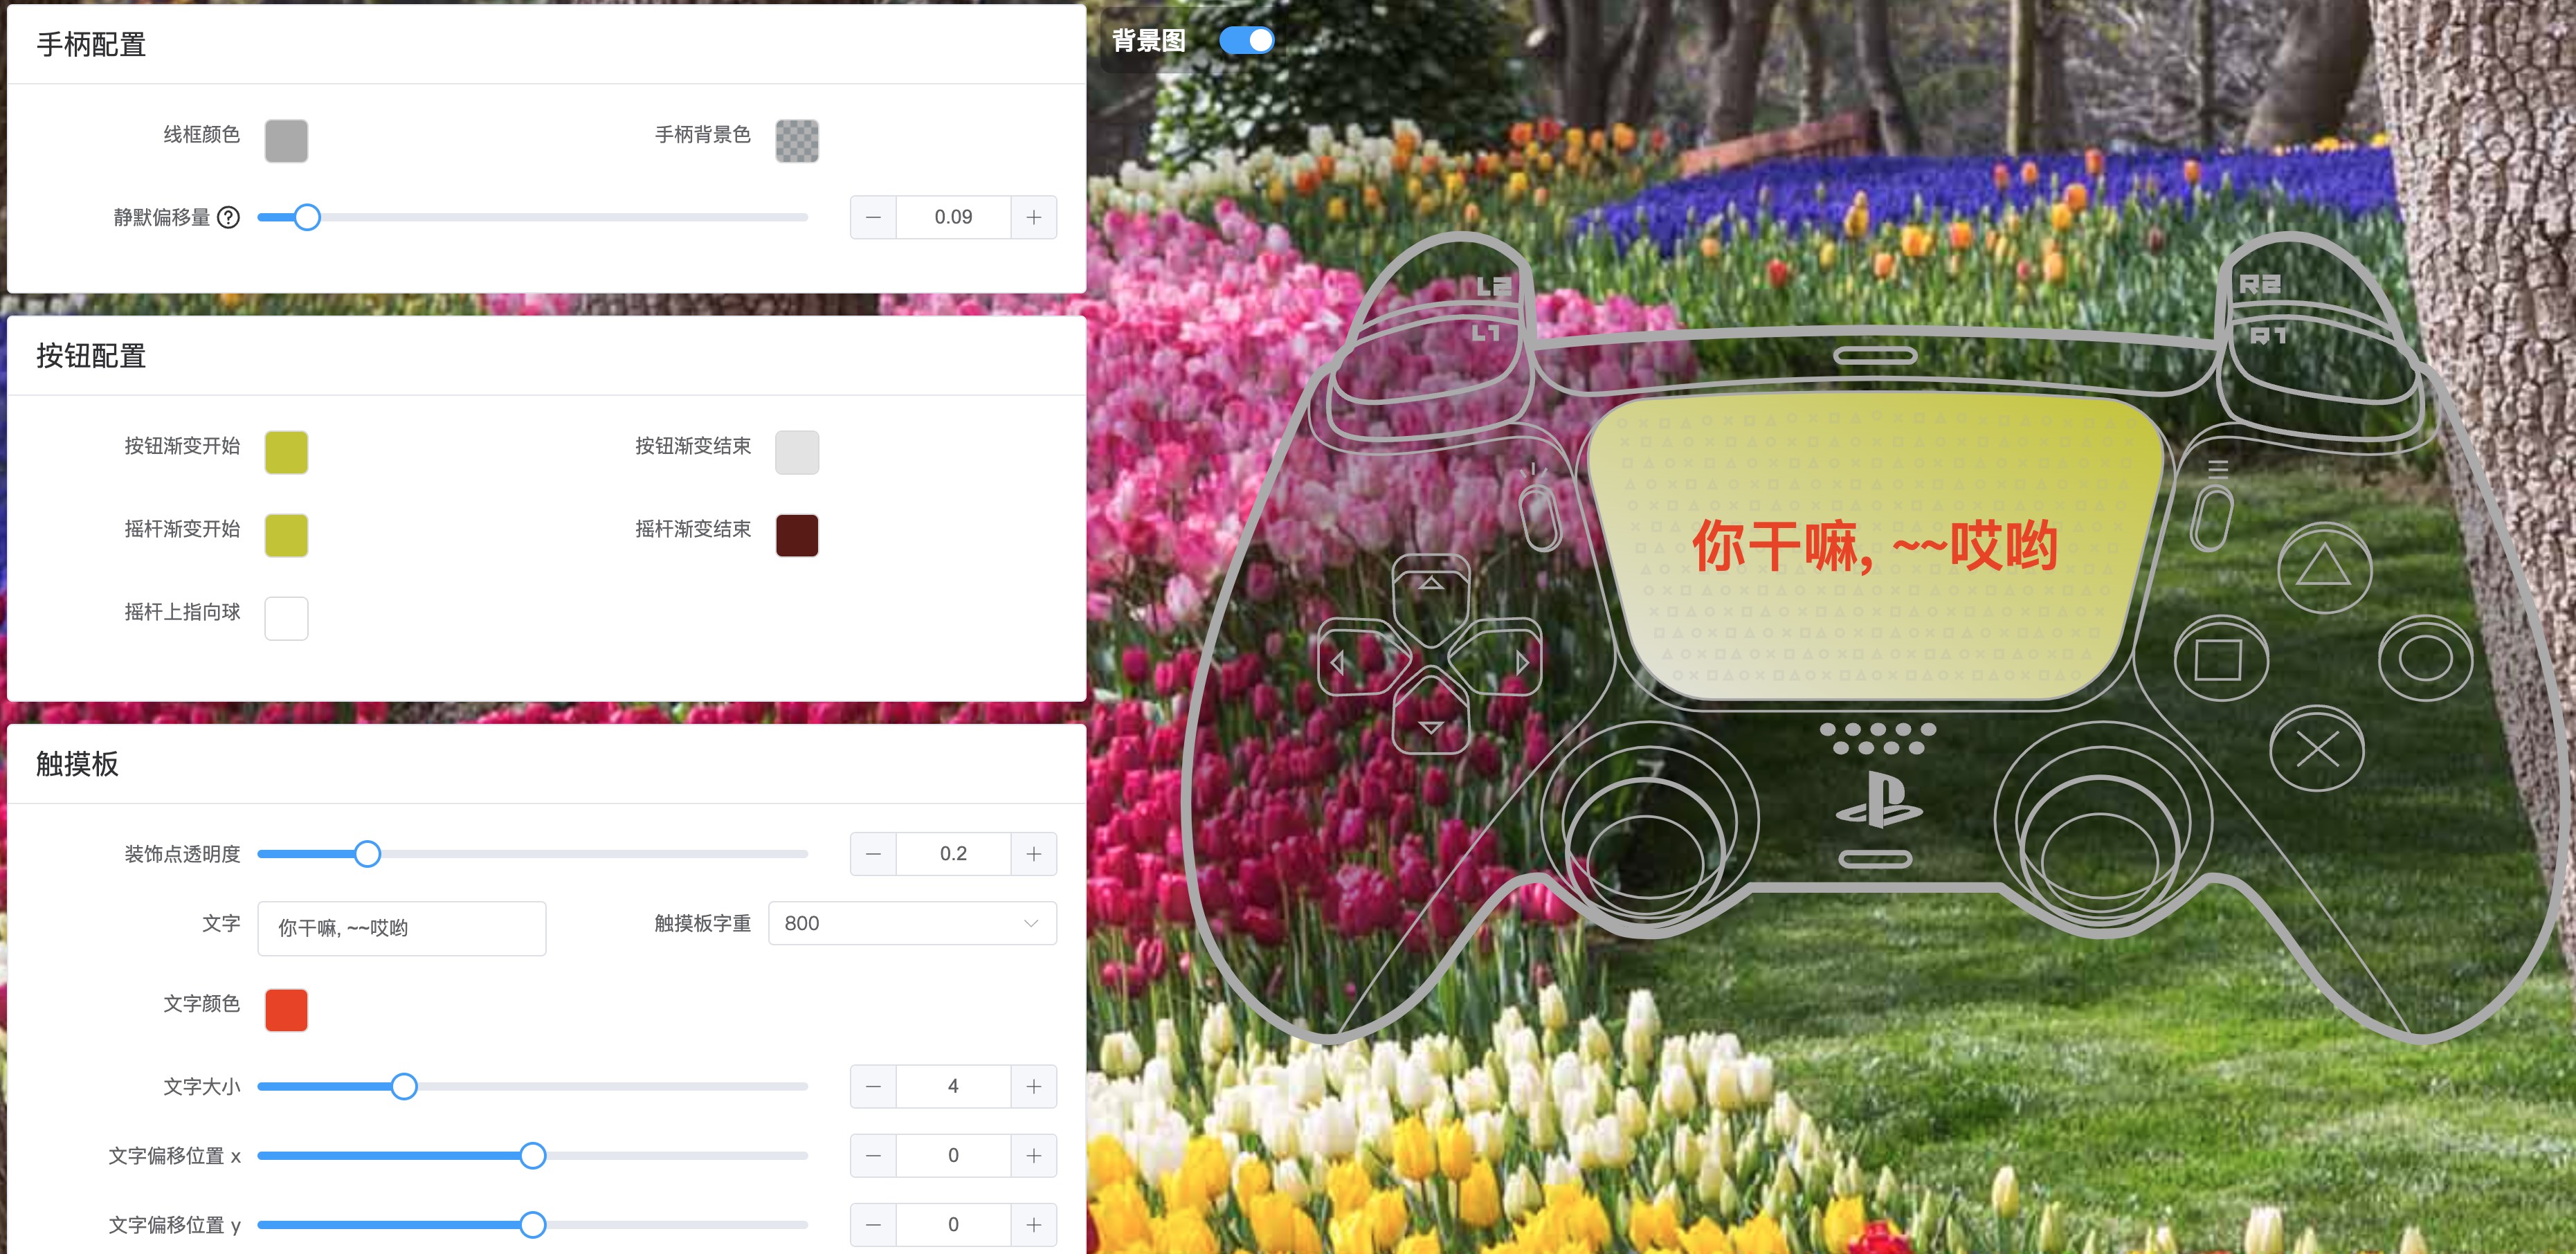 手柄配置
线框颜色
手柄背景色
静默偏移量
0.09
按钮配置
按钮渐变开始
按钮渐变结束
摇杆渐变开始
摇杆渐变结束
摇杆上指向球
触摸板
装饰点透明度
0.2
文字
你干嘛, ~~哎哟
触摸板字重
800
文字颜色
文字大小
4
文字偏移位置 x
0
文字偏移位置 y
0
背景图
L2
L1
R2
R1
你干嘛, ~~哎哟